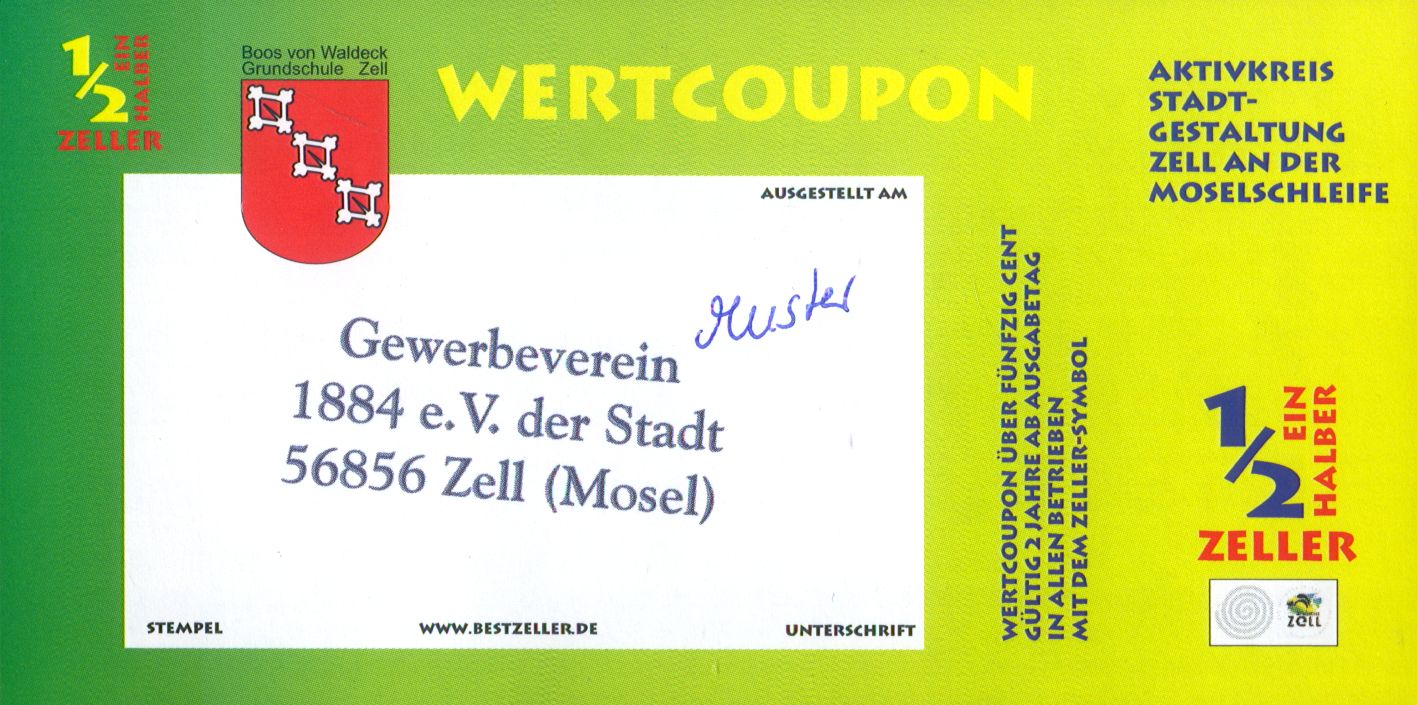 1/2 EIN HALBER
ZELLER
Boos von Waldeck
Grundschule Zell
WERTCOUPON
AKTIVKREIS
STADT-
GESTALTUNG
ZELL AN DER
MOSELSCHLEIFE
AUSGESTELLT AM
Muster
Gewerbeverein
1884 e.V. der Stadt
56856 Zell (Mosel)
STEMPEL
WWW.BESTZELLER.DE
UNTERSCHRIFT
WERTCOUPON ÜBER FÜNFZIG CENT
GÜLTIG 2 JAHRE AB AUSGABETAG
IN ALLEN BETRIEBEN
MIT DEM ZELLER-SYMBOL
1/2 EIN HALBER
ZELLER
Zell